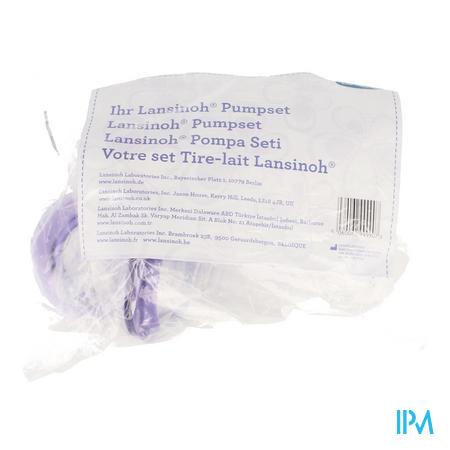 Ihr Lansinoh® Pumpset
Lansinoh® Pumpset
Lansinoh® Pompa Seti
Votre set Tire-lait Lansinoh®
Lansinoh Laboratories Inc., Bayerischer Platz 1, 10779 Berlin
www.lansinoh.de
Lansinoh Laboratories, Inc. Jason House, Kerry Hill, Leeds, LS18 4JR, UK
www.lansinoh.co.uk
Lansinoh Laboratories Inc. Merkezi Delaware ABD Türkiye İstanbul Şubesi, Barbaros
Mah. Al Zambak Sk. Varyap Meridian Sit. A Blok No: 21 Ataşehir/İstanbul
Lansinoh Laboratories Inc. Brambroek 23B, 9500 Geraardsbergen, BELGIQUE
www.lansinoh.fr www.lansinoh.be
IPM